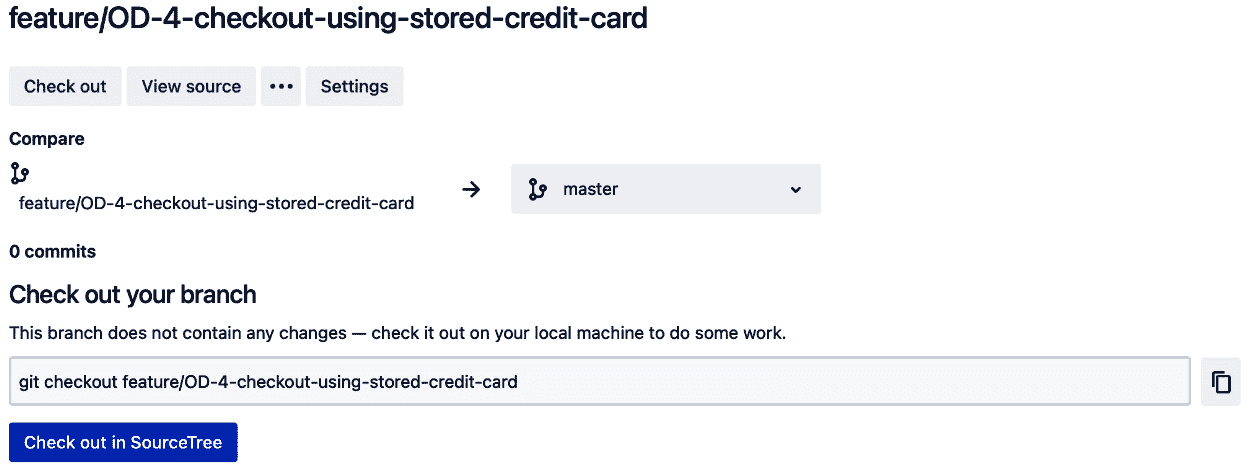 feature/OD-4-checkout-using-stored-credit-card
Check out View source ••• Settings
Compare
feature/OD-4-checkout-using-stored-credit-card
master
0 commits
Check out your branch
This branch does not contain any changes — check it out on your local machine to do some work.
git checkout feature/OD-4-checkout-using-stored-credit-card
Check out in SourceTree